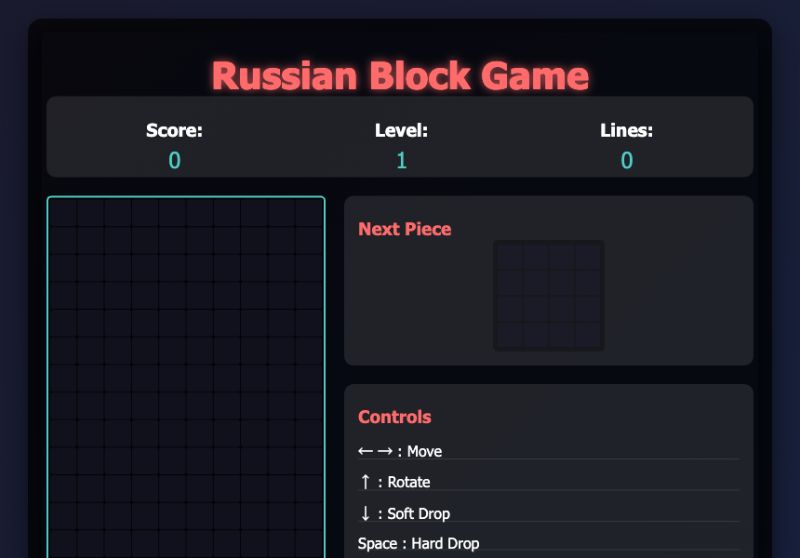 Russian Block Game
Score: Level: Lines:
0 1 0
Next Piece
Controls
← → : Move
↑ : Rotate
↓ : Soft Drop
Space : Hard Drop